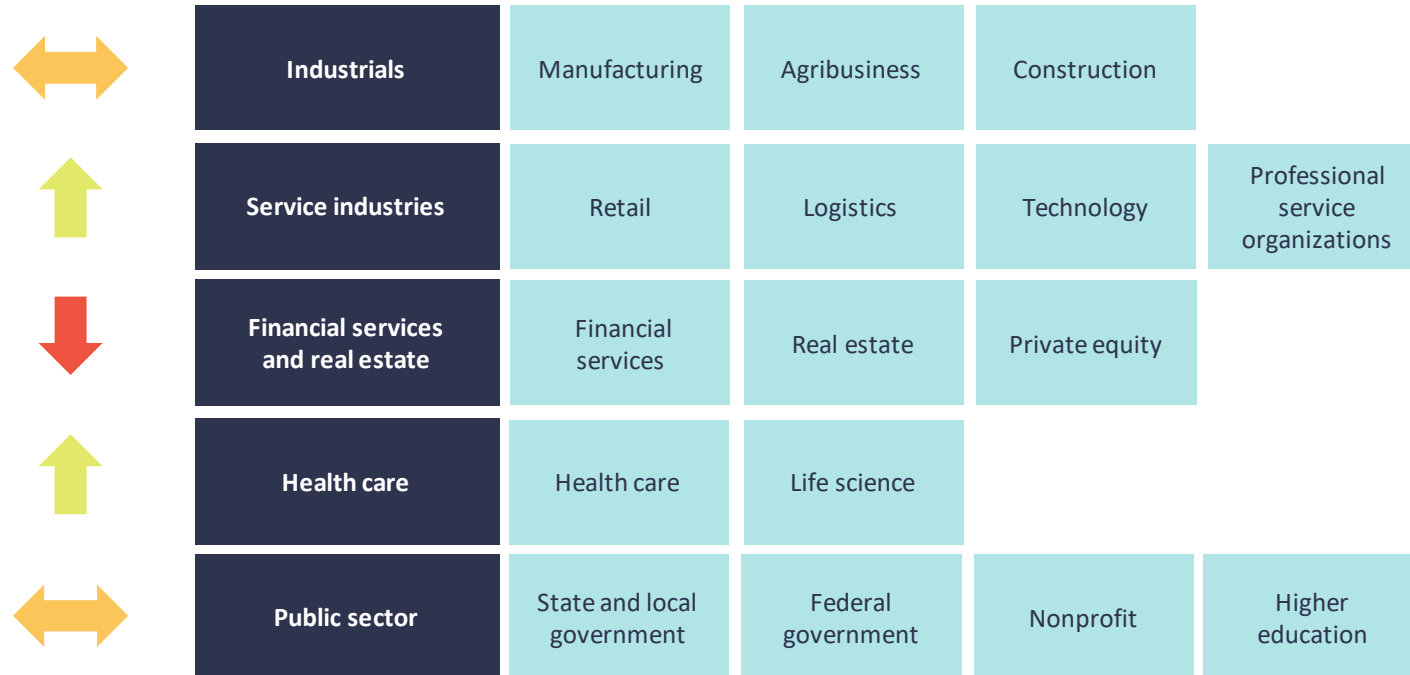 Industrials
Manufacturing
Agribusiness
Construction
Service industries
Retail
Logistics
Technology
Professional
service
organizations
Financial services
and real estate
Financial
services
Real estate
Private equity
Health care
Health care
Life science
Public sector
State and local
government
Federal
government
Nonprofit
Higher
education